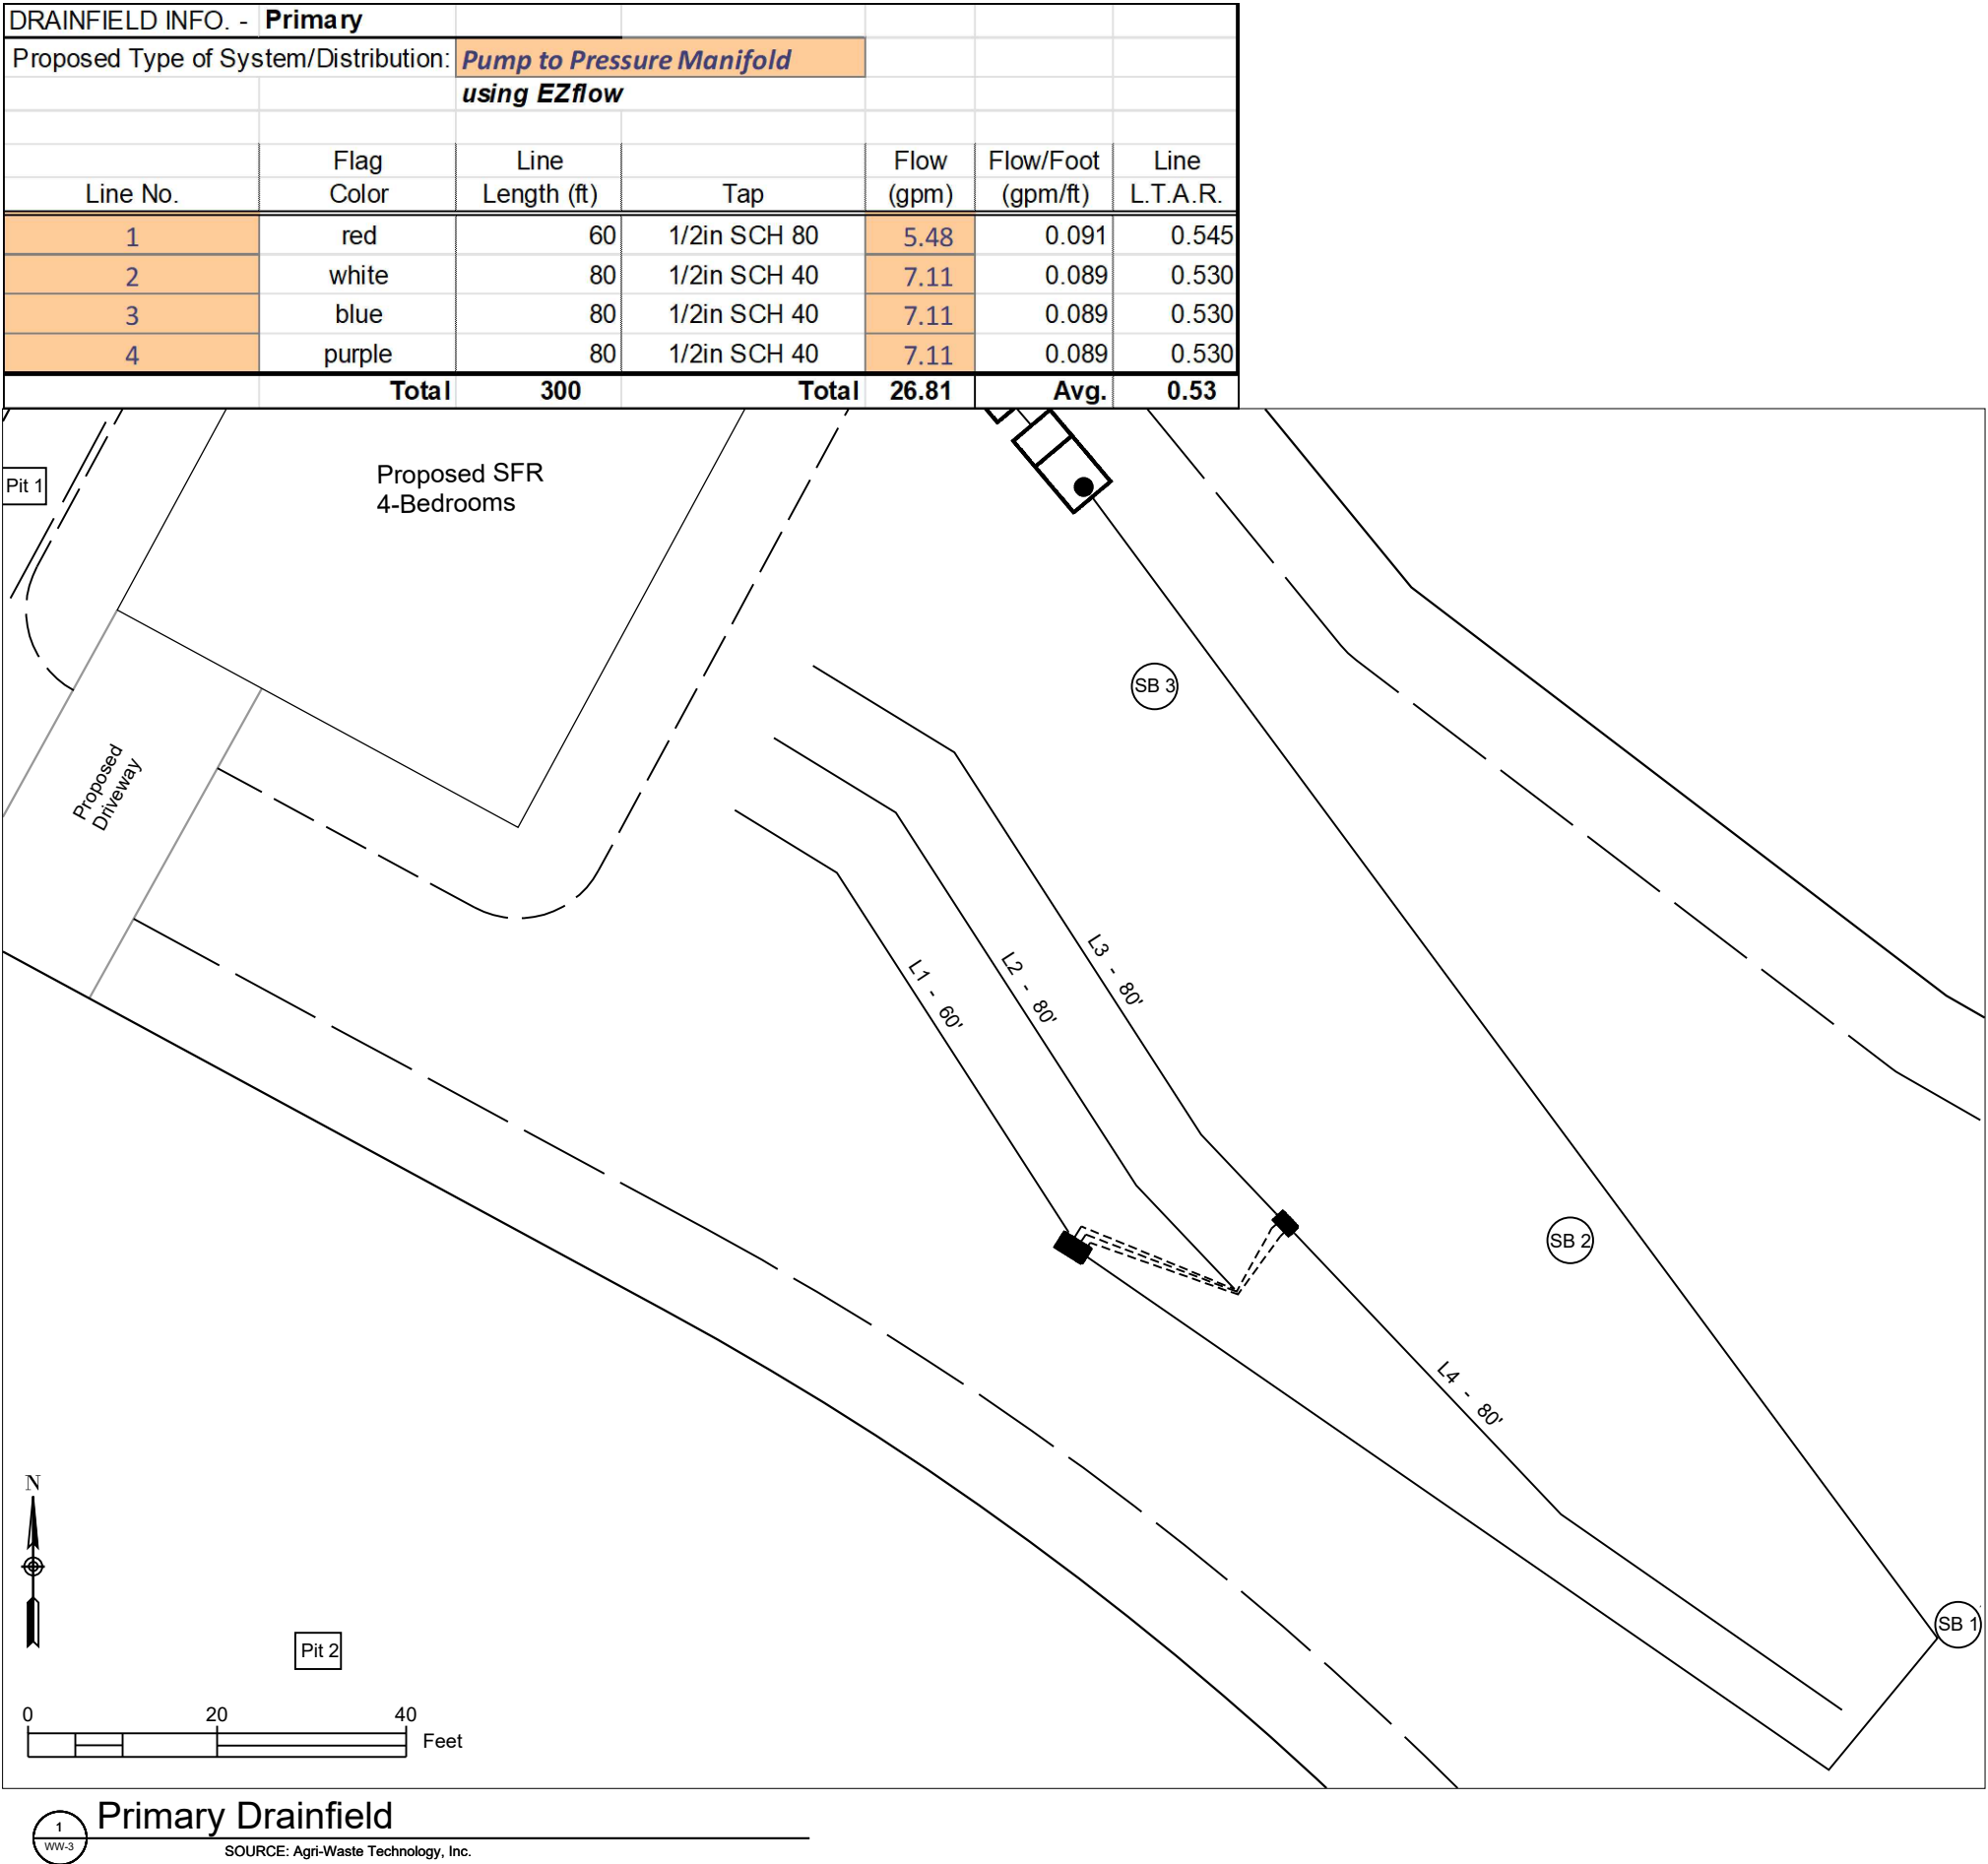 DRAINFIELD INFO. - Primary
Proposed Type of System/Distribution: Pump to Pressure Manifold
using EZflow
Flag Line Flow Flow/Foot Line
Line No. Color Length (ft) Tap (gpm) (gpm/ft) L.T.A.R.
1 red 60 1/2in SCH 80 5.48 0.091 0.545
2 white 80 1/2in SCH 40 7.11 0.089 0.530
3 blue 80 1/2in SCH 40 7.11 0.089 0.530
4 purple 80 1/2in SCH 40 7.11 0.089 0.530
Total 300 Total 26.81 Avg. 0.53
Pit 1
Proposed SFR
4-Bedrooms
SB 3
Proposed
Driveway
L1 - 60'
L2 - 80'
L3 - 80'
SB 2
L4 - 80'
N
SB 1
Pit 2
0 20 40
Feet
1
WW-3
Primary Drainfield
SOURCE: Agri-Waste Technology, Inc.